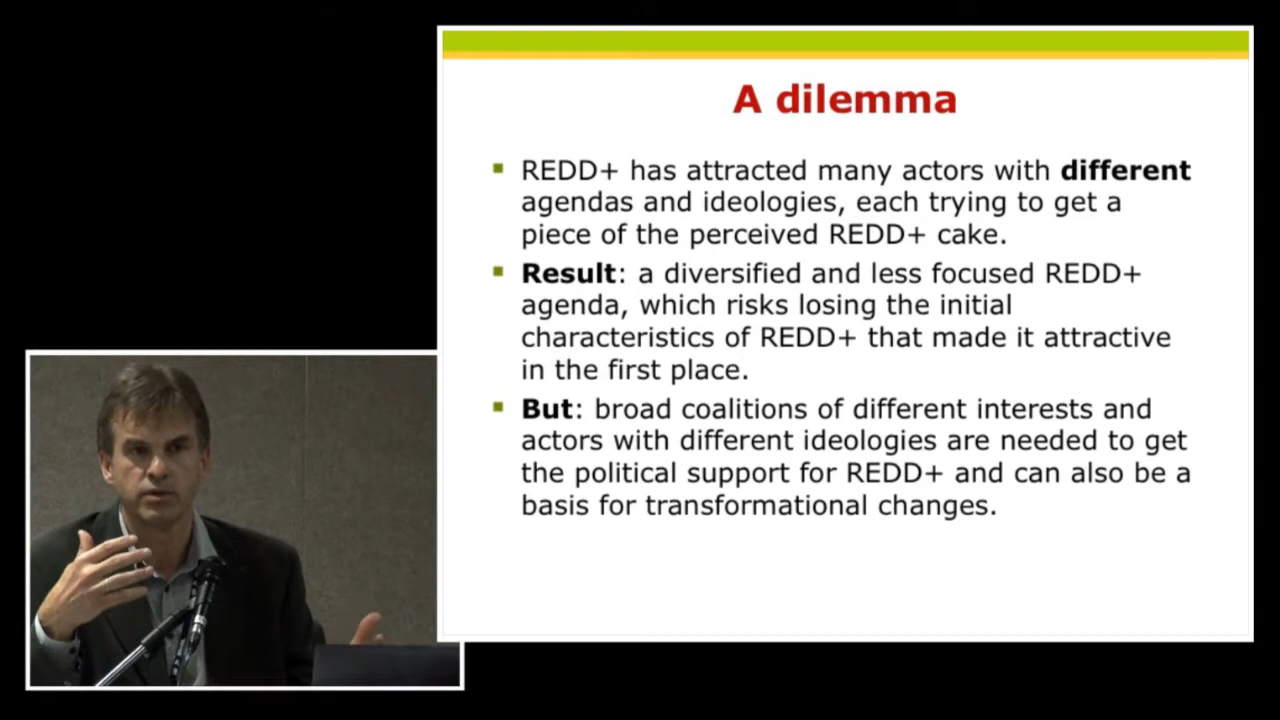 A dilemma
REDD+ has attracted many actors with different
agendas and ideologies, each trying to get a
piece of the perceived REDD+ cake.
Result: a diversified and less focused REDD+
agenda, which risks losing the initial
characteristics of REDD+ that made it attractive
in the first place.
But: broad coalitions of different interests and
actors with different ideologies are needed to get
the political support for REDD+ and can also be a
basis for transformational changes.